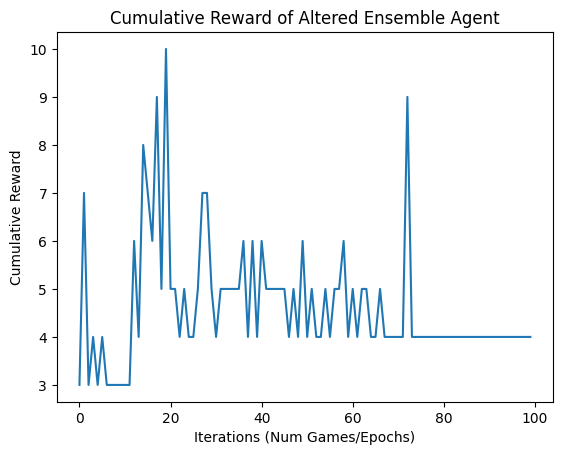 Cumulative Reward of Altered Ensemble Agent
10
9
8
7
6
5
4
3
Cumulative Reward
0 20 40 60 80 100
Iterations (Num Games/Epochs)